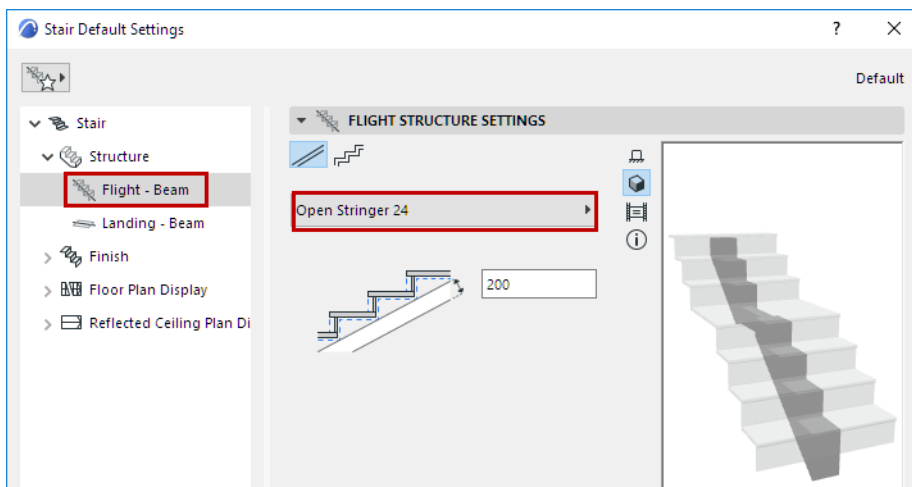 Stair Default Settings
?
Default
Stair
Structure
Flight - Beam
Landing - Beam
Finish
Floor Plan Display
Reflected Ceiling Plan Di
FLIGHT STRUCTURE SETTINGS
Open Stringer 24
200